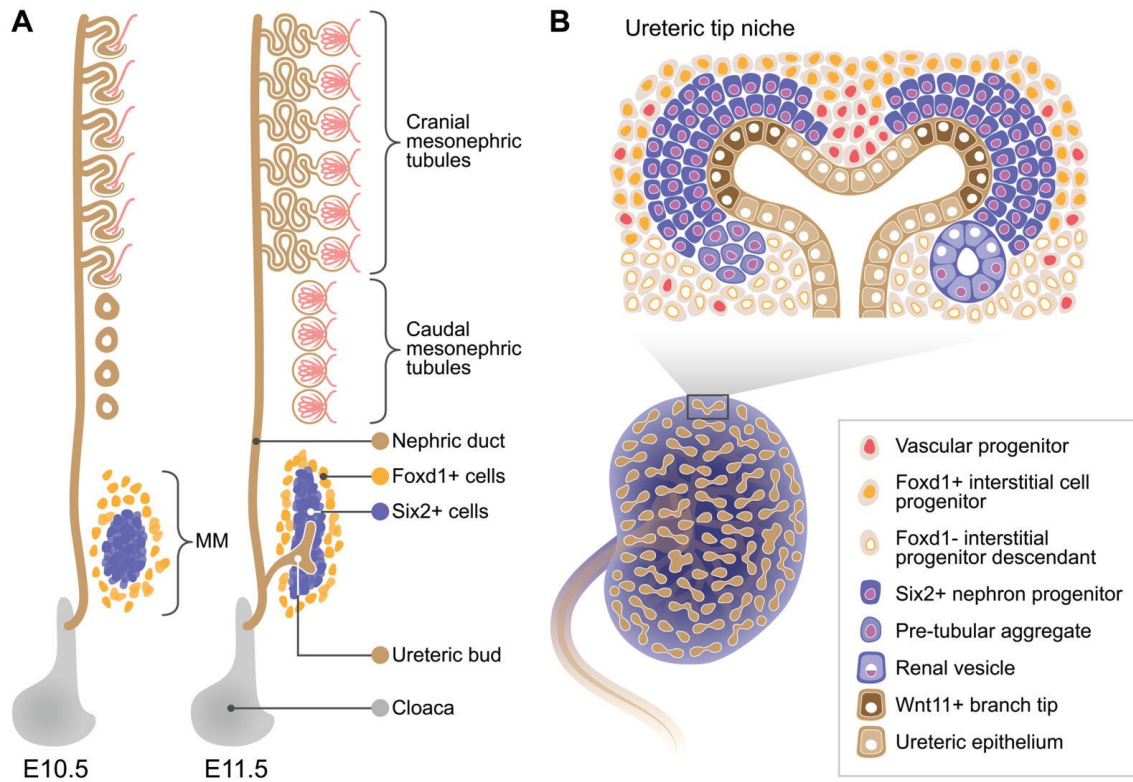 A
Cranial
mesonephric
tubules
Caudal
mesonephric
tubules
Nephric duct
Foxd1+ cells
Six2+ cells
MM
Ureteric bud
Cloaca
E10.5
E11.5
B
Ureteric tip niche
Vascular progenitor
Foxd1+ interstitial cell
progenitor
Foxd1- interstitial
progenitor descendant
Six2+ nephron progenitor
Pre-tubular aggregate
Renal vesicle
Wnt11+ branch tip
Ureteric epithelium